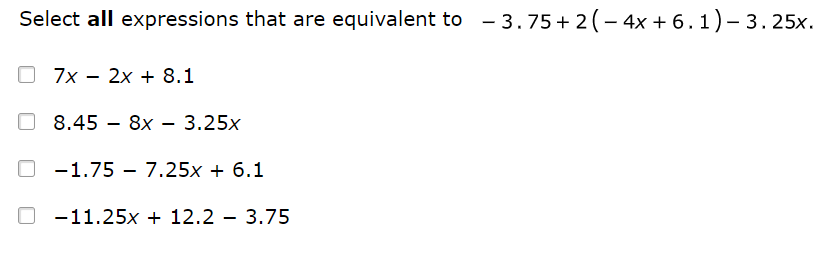 Select all expressions that are equivalent to − 3.75 + 2(− 4x + 6.1) − 3.25x.
7x − 2x + 8.1
8.45 − 8x − 3.25x
−1.75 − 7.25x + 6.1
−11.25x + 12.2 − 3.75